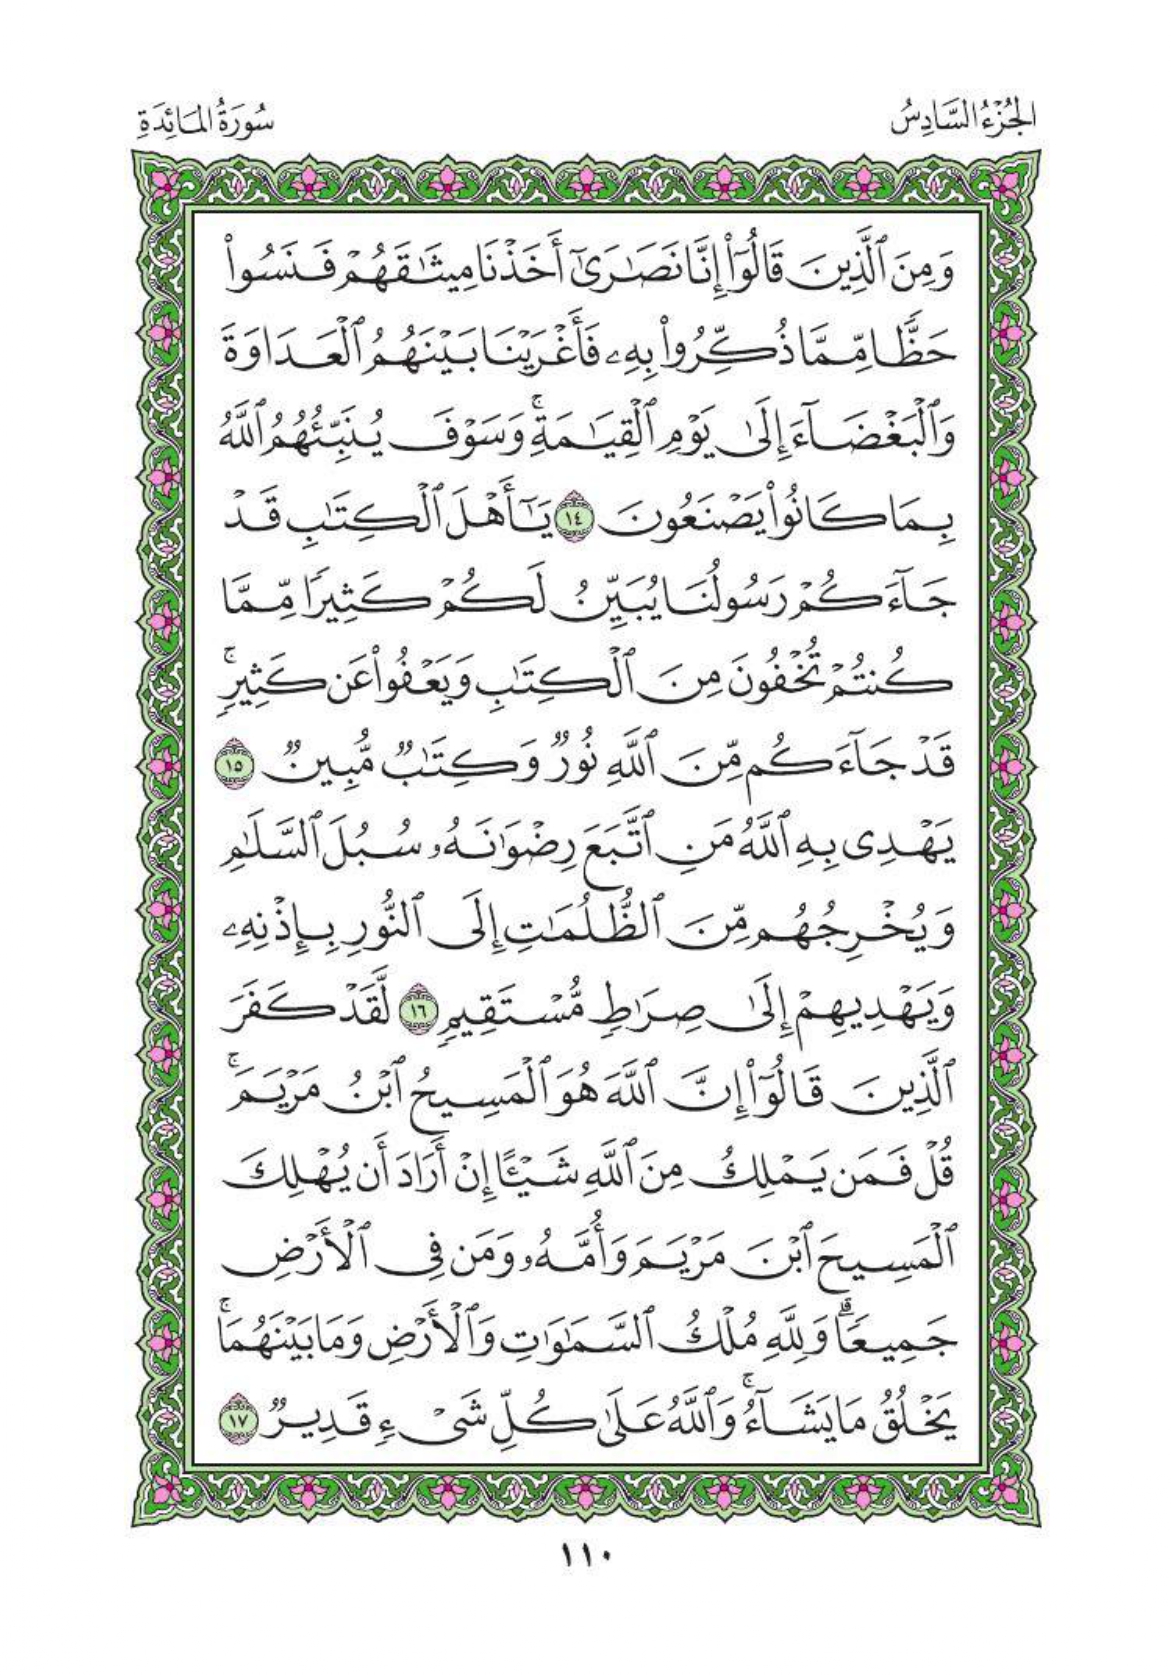 الجُزْءُ السَّادِسُ
سُورَةُ المَائِدَةِ
وَمِنَ ٱلَّذِينَ قَالُوٓاْ إِنَّا نَصَٰرَىٰٓ أَخَذْنَا مِيثَٰقَهُمْ فَنَسُواْ
حَظًّا مِّمَّا ذُكِّرُواْ بِهِۦ فَأَغْرَيْنَا بَيْنَهُمُ ٱلْعَدَاوَةَ
وَٱلْبَغْضَآءَ إِلَىٰ يَوْمِ ٱلْقِيَٰمَةِۚ وَسَوْفَ يُنَبِّئُهُمُ ٱللَّهُ
بِمَا كَانُواْ يَصْنَعُونَ ١٤ يَٰٓأَهْلَ ٱلْكِتَٰبِ قَدْ
جَآءَكُمْ رَسُولُنَا يُبَيِّنُ لَكُمْ كَثِيرًا مِّمَّا
كُنتُمْ تُخْفُونَ مِنَ ٱلْكِتَٰبِ وَيَعْفُواْ عَن كَثِيرٍۚ
قَدْ جَآءَكُم مِّنَ ٱللَّهِ نُورٌ وَكِتَٰبٌ مُّبِينٌ ١٥
يَهْدِى بِهِ ٱللَّهُ مَنِ ٱتَّبَعَ رِضْوَٰنَهُۥ سُبُلَ ٱلسَّلَٰمِ
وَيُخْرِجُهُم مِّنَ ٱلظُّلُمَٰتِ إِلَى ٱلنُّورِ بِإِذْنِهِۦ
وَيَهْدِيهِمْ إِلَىٰ صِرَٰطٍ مُّسْتَقِيمٍ ١٦ لَّقَدْ كَفَرَ
ٱلَّذِينَ قَالُوٓاْ إِنَّ ٱللَّهَ هُوَ ٱلْمَسِيحُ ٱبْنُ مَرْيَمَۚ
قُلْ فَمَن يَمْلِكُ مِنَ ٱللَّهِ شَيْـًٔا إِنْ أَرَادَ أَن يُهْلِكَ
ٱلْمَسِيحَ ٱبْنَ مَرْيَمَ وَأُمَّهُۥ وَمَن فِى ٱلْأَرْضِ
جَمِيعًاۗ وَلِلَّهِ مُلْكُ ٱلسَّمَٰوَٰتِ وَٱلْأَرْضِ وَمَا بَيْنَهُمَاۚ
يَخْلُقُ مَا يَشَآءُۚ وَٱللَّهُ عَلَىٰ كُلِّ شَىْءٍ قَدِيرٌ ١٧
١١٠